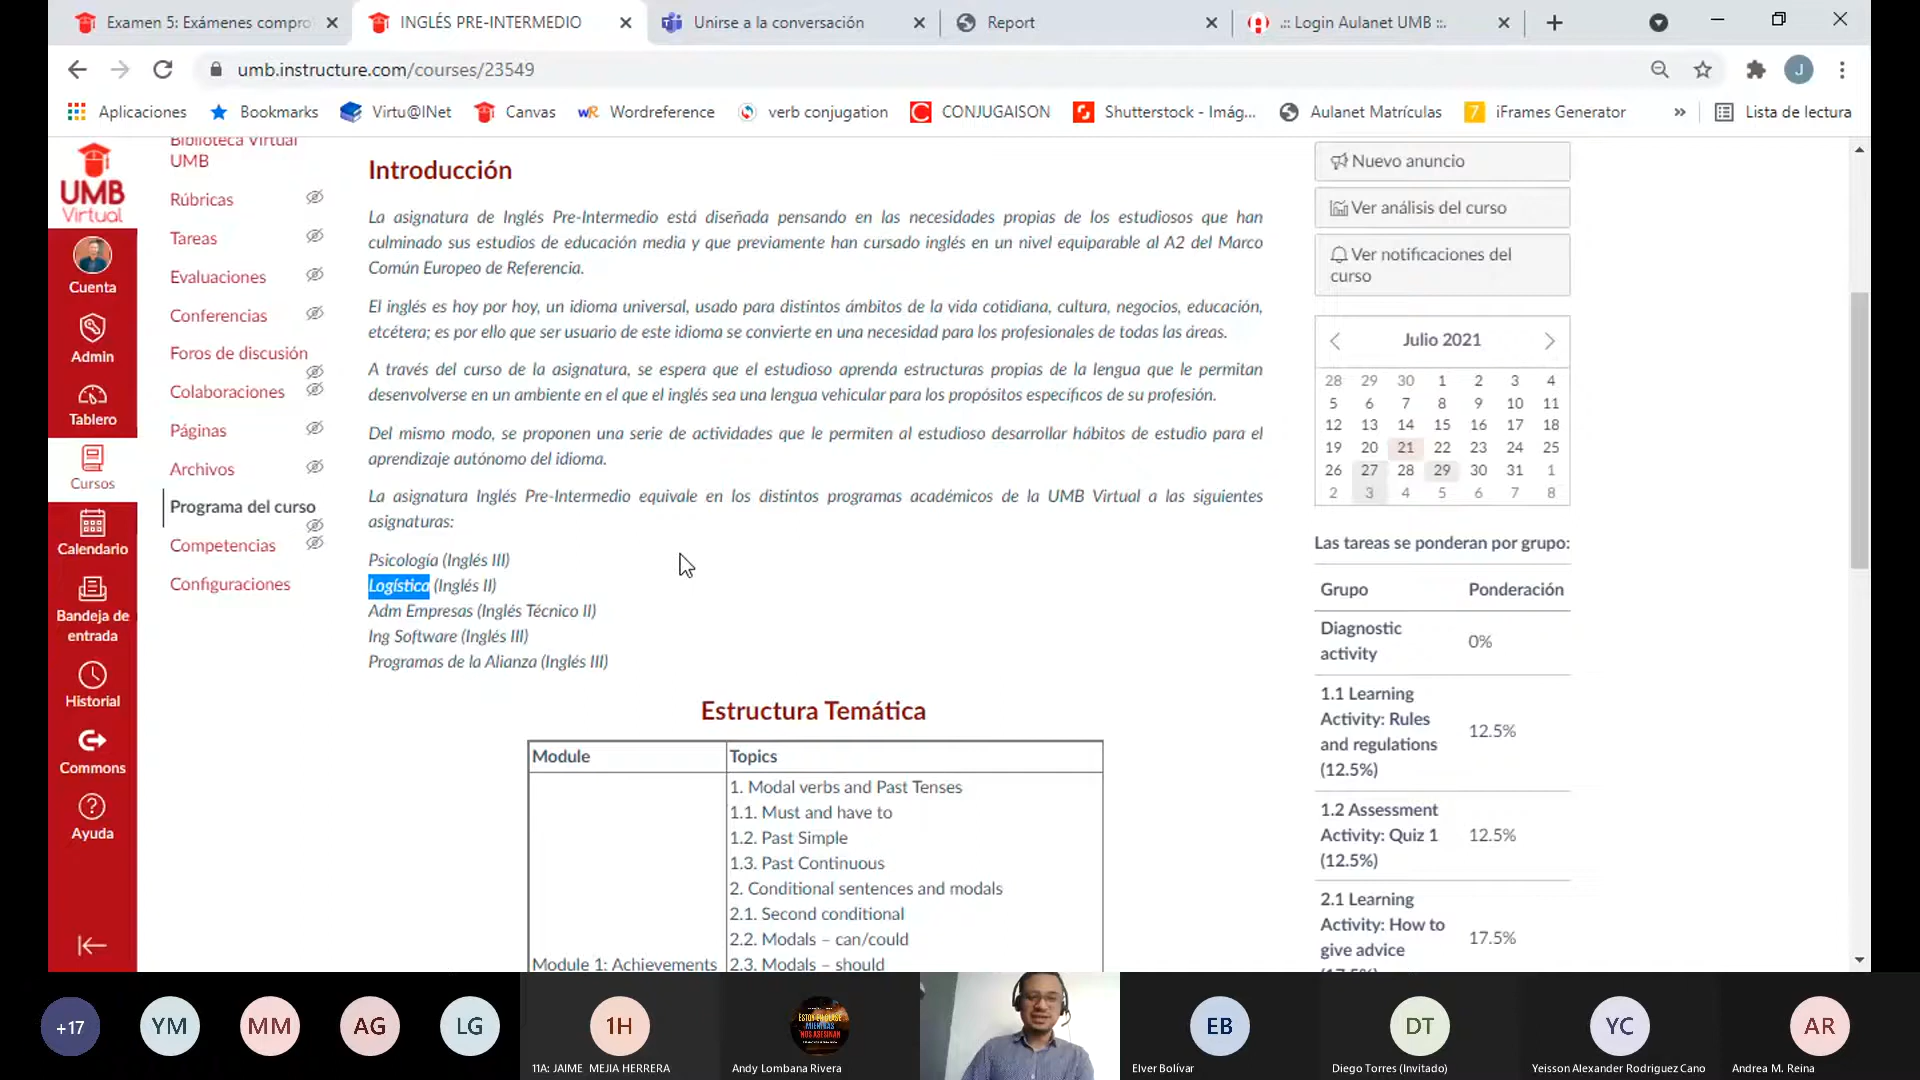 Examen 5: Exámenes compro
INGLÉS PRE-INTERMEDIO
Unirse a la conversación
Report
.:: Login Aulanet UMB ::.
umb.instructure.com/courses/23549
J
Aplicaciones
Bookmarks
Virtu@lNet
Canvas
WR Wordreference
verb conjugation
C CONJUGAISON
Shutterstock - Imág...
Aulanet Matrículas
7 iFrames Generator
»
Lista de lectura
UMB
Virtual
Cuenta
Admin
Tablero
Cursos
Calendario
Bandeja de
entrada
Historial
Commons
Ayuda
Biblioteca Virtual
UMB
Rúbricas
Tareas
Evaluaciones
Conferencias
Foros de discusión
Colaboraciones
Páginas
Archivos
Programa del curso
Competencias
Configuraciones
Introducción
La asignatura de Inglés Pre-Intermedio está diseñada pensando en las necesidades propias de los estudiosos que han
culminado sus estudios de educación media y que previamente han cursado inglés en un nivel equiparable al A2 del Marco
Común Europeo de Referencia.
El inglés es hoy por hoy, un idioma universal, usado para distintos ámbitos de la vida cotidiana, cultura, negocios, educación,
etcétera; es por ello que ser usuario de este idioma se convierte en una necesidad para los profesionales de todas las áreas.
A través del curso de la asignatura, se espera que el estudioso aprenda estructuras propias de la lengua que le permitan
desenvolverse en un ambiente en el que el inglés sea una lengua vehicular para los propósitos específicos de su profesión.
Del mismo modo, se proponen una serie de actividades que le permiten al estudioso desarrollar hábitos de estudio para el
aprendizaje autónomo del idioma.
La asignatura Inglés Pre-Intermedio equivale en los distintos programas académicos de la UMB Virtual a las siguientes
asignaturas:
Psicología (Inglés III)
Logística (Inglés II)
Adm Empresas (Inglés Técnico II)
Ing Software (Inglés III)
Programas de la Alianza (Inglés III)
Estructura Temática
Module
Topics
1. Modal verbs and Past Tenses
1.1. Must and have to
1.2. Past Simple
1.3. Past Continuous
2. Conditional sentences and modals
2.1. Second conditional
2.2. Modals – can/could
Module 1: Achievements
2.3. Modals – should
Nuevo anuncio
Ver análisis del curso
Ver notificaciones del
curso
Julio 2021
28 29 30 1 2 3 4
5 6 7 8 9 10 11
12 13 14 15 16 17 18
19 20 21 22 23 24 25
26 27 28 29 30 31 1
2 3 4 5 6 7 8
Las tareas se ponderan por grupo:
Grupo Ponderación
Diagnostic
activity
0%
1.1 Learning
Activity: Rules
and regulations
(12.5%)
12.5%
1.2 Assessment
Activity: Quiz 1
(12.5%)
12.5%
2.1 Learning
Activity: How to
give advice
(17.5%)
17.5%
+17
YM
MM
AG
LG
1H
11A: JAIME MEJIA HERRERA
ESTOY EN CLASE
MIENTRAS
NOS ASESINAN
Andy Lombana Rivera
EB
Elver Bolívar
DT
Diego Torres (Invitado)
YC
Yeisson Alexander Rodriguez Cano
AR
Andrea M. Reina